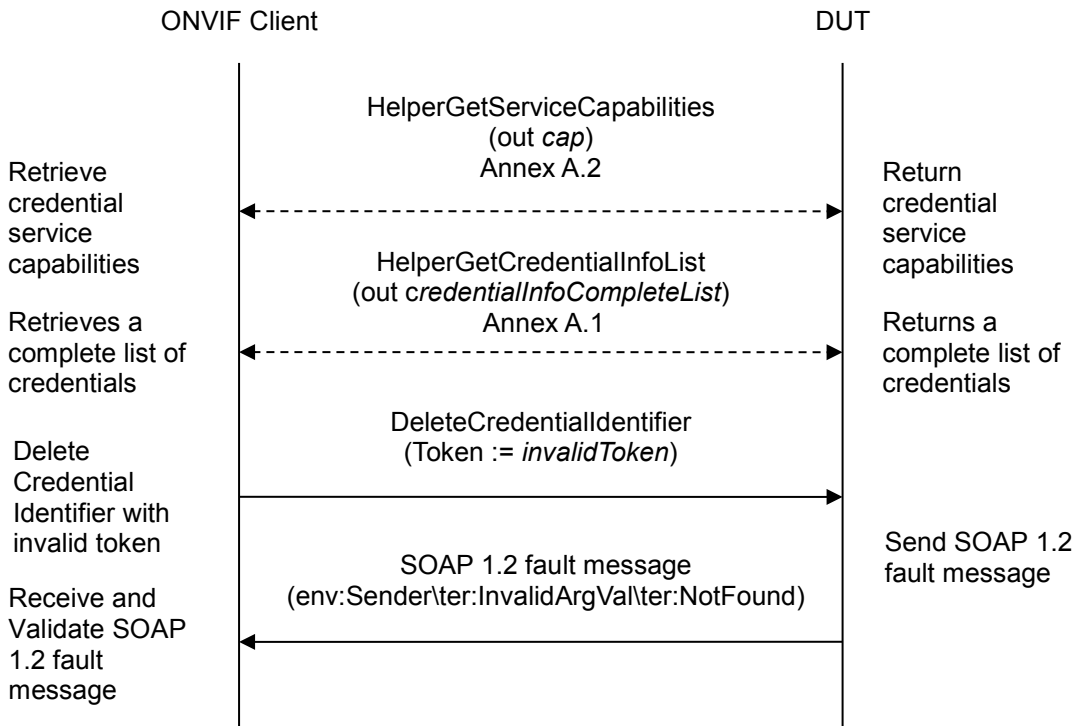 ONVIF Client
DUT
HelperGetServiceCapabilities
(out cap)
Annex A.2
Retrieve
credential
service
capabilities
Return
credential
service
capabilities
HelperGetCredentialInfoList
(out credentialInfoCompleteList)
Annex A.1
Retrieves a
complete list of
credentials
Returns a
complete list of
credentials
DeleteCredentialIdentifier
(Token := invalidToken)
Delete
Credential
Identifier with
invalid token
SOAP 1.2 fault message
(env:Sender\ter:InvalidArgVal\ter:NotFound)
Send SOAP 1.2
fault message
Receive and
Validate SOAP
1.2 fault
message